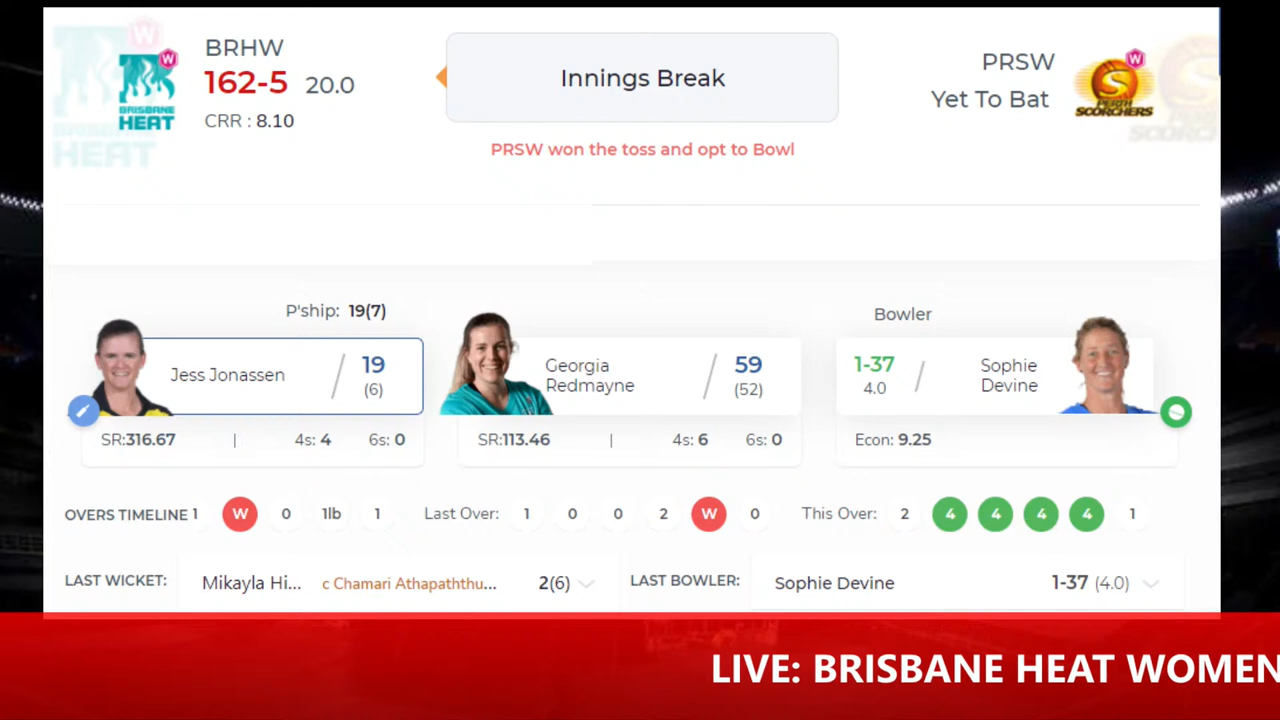 BRHW
162-5 20.0
CRR : 8.10
W
BRISBANE
HEAT
Innings Break
PRSW won the toss and opt to Bowl
PRSW
Yet To Bat
W
PERTH
SCORCHERS
P'ship: 19(7)
Jess Jonassen
19
(6)
SR:316.67 | 4s: 4 6s: 0
Georgia
Redmayne
59
(52)
SR:113.46 | 4s: 6 6s: 0
Bowler
1-37
4.0
Sophie
Devine
Econ: 9.25
OVERS TIMELINE 1 W 0 1lb 1 Last Over: 1 0 0 2 W 0 This Over: 2 4 4 4 4 1
LAST WICKET: Mikayla Hi... c Chamari Athapaththu... 2(6) LAST BOWLER: Sophie Devine 1-37 (4.0)
LIVE: BRISBANE HEAT WOMEN